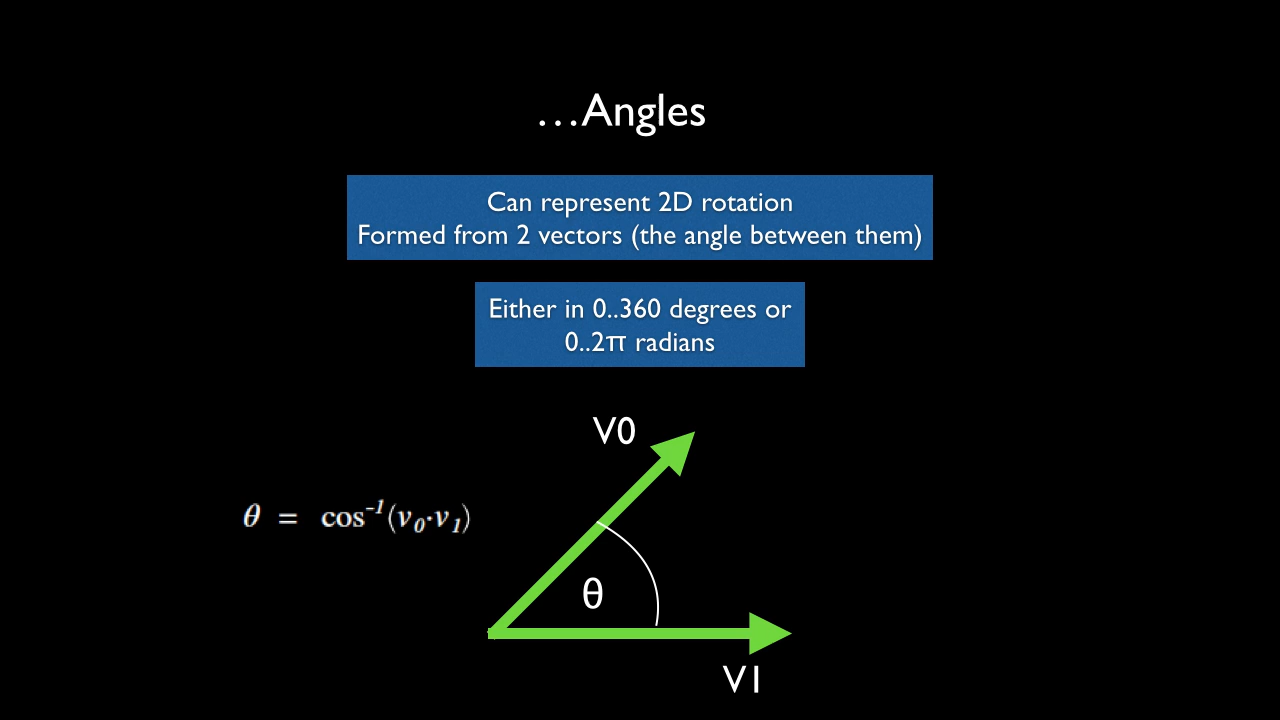 …Angles
Can represent 2D rotation
Formed from 2 vectors (the angle between them)
Either in 0..360 degrees or
0..2π radians
V0
θ = cos⁻¹(v₀·v₁)
θ
V1